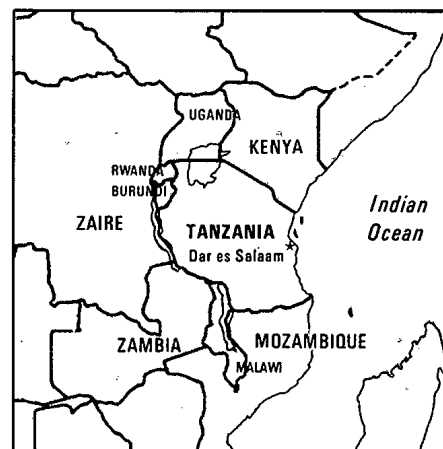 UGANDA
KENYA
RWANDA
BURUNDI
ZAIRE
TANZANIA
Dar es Salaam
Indian
Ocean
ZAMBIA
MOZAMBIQUE
MALAWI